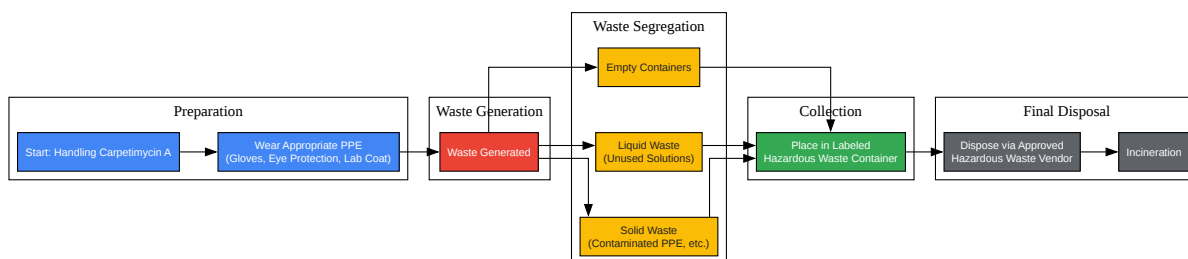 Waste Segregation
Empty Containers
Preparation
Waste Generation
Collection
Final Disposal
Start: Handling Carpetimycin A
Wear Appropriate PPE
(Gloves, Eye Protection, Lab Coat)
Waste Generated
Liquid Waste
(Unused Solutions)
Place in Labeled
Hazardous Waste Container
Dispose via Approved
Hazardous Waste Vendor
Incineration
Solid Waste
(Contaminated PPE, etc.)